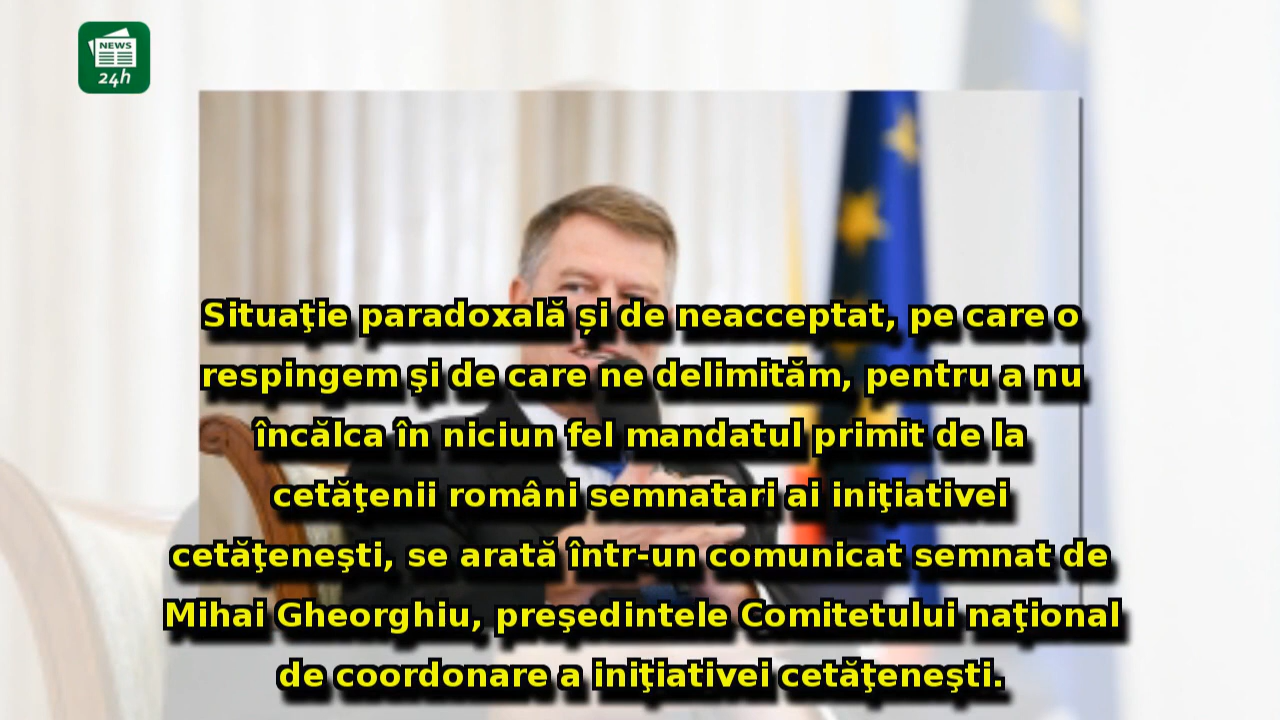 NEWS
24h
Situaţie paradoxală și de neacceptat, pe care o
respingem şi de care ne delimităm, pentru a nu
încălca în niciun fel mandatul primit de la
cetăţenii români semnatari ai iniţiativei
cetăţeneşti, se arată într-un comunicat semnat de
Mihai Gheorghiu, preşedintele Comitetului naţional
de coordonare a iniţiativei cetăţeneşti.